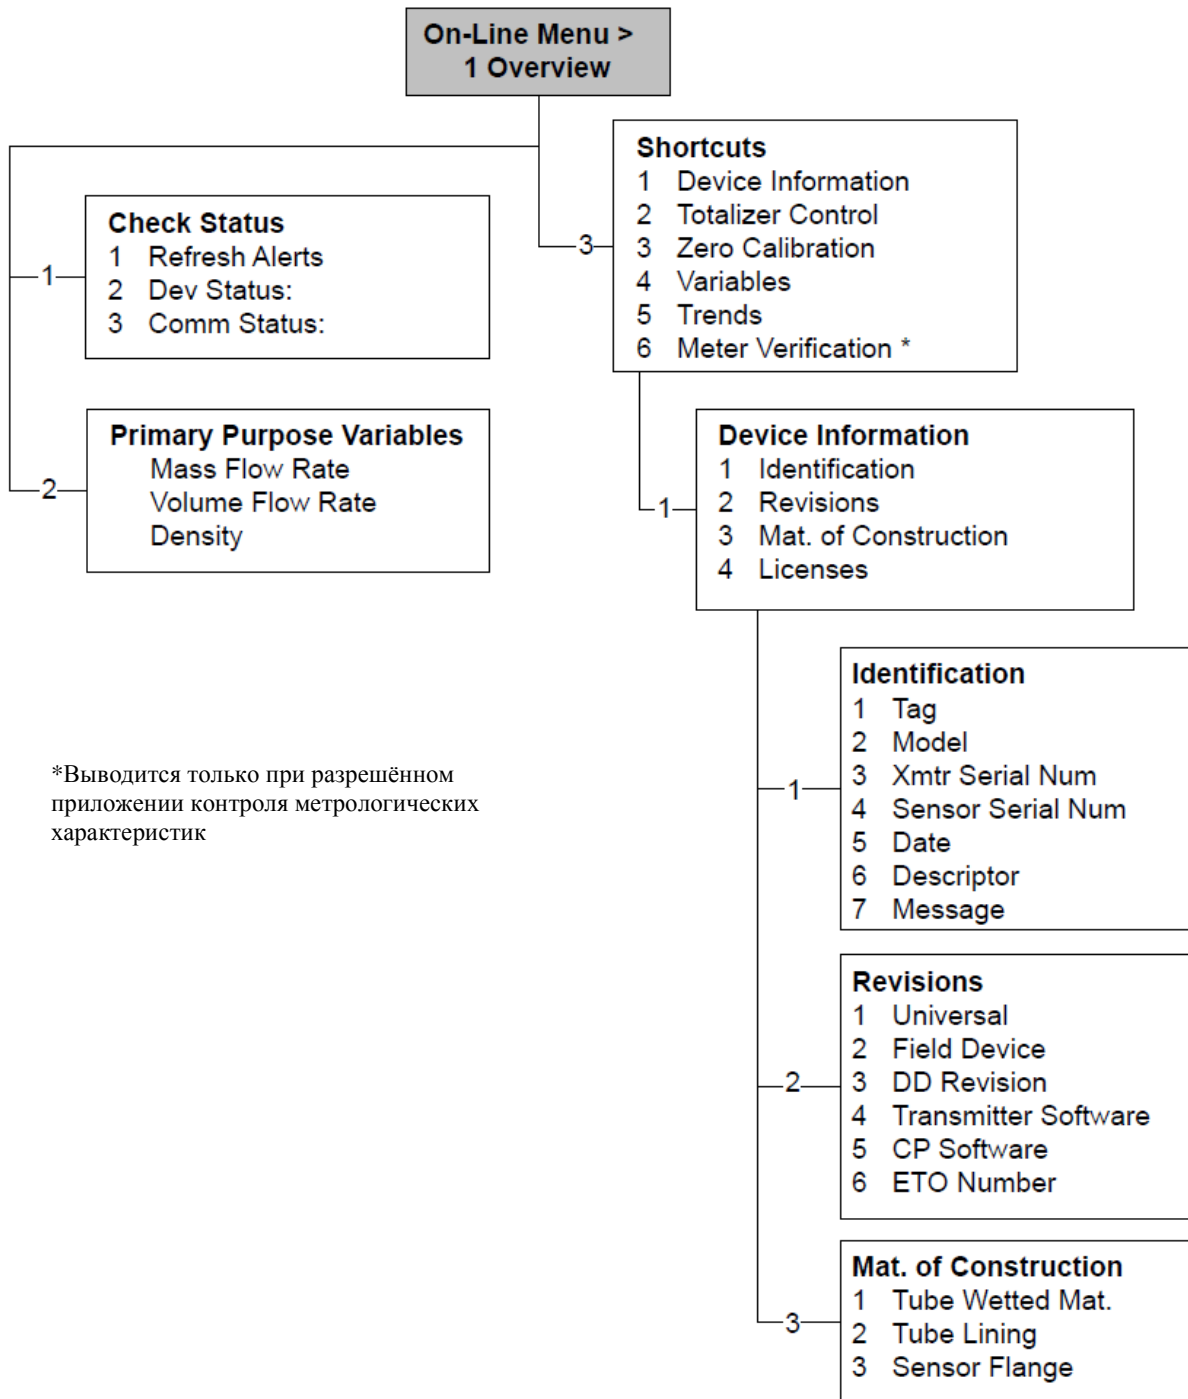 On-Line Menu >
1 Overview
Shortcuts
1 Device Information
2 Totalizer Control
3 Zero Calibration
4 Variables
5 Trends
6 Meter Verification *
3
Check Status
1 Refresh Alerts
2 Dev Status:
3 Comm Status:
1
Primary Purpose Variables
Mass Flow Rate
Volume Flow Rate
Density
2
Device Information
1 Identification
2 Revisions
3 Mat. of Construction
4 Licenses
1
Identification
1 Tag
2 Model
3 Xmtr Serial Num
4 Sensor Serial Num
5 Date
6 Descriptor
7 Message
1
*Выводится только при разрешённом
приложении контроля метрологических
характеристик
Revisions
1 Universal
2 Field Device
3 DD Revision
4 Transmitter Software
5 CP Software
6 ETO Number
2
Mat. of Construction
1 Tube Wetted Mat.
2 Tube Lining
3 Sensor Flange
3